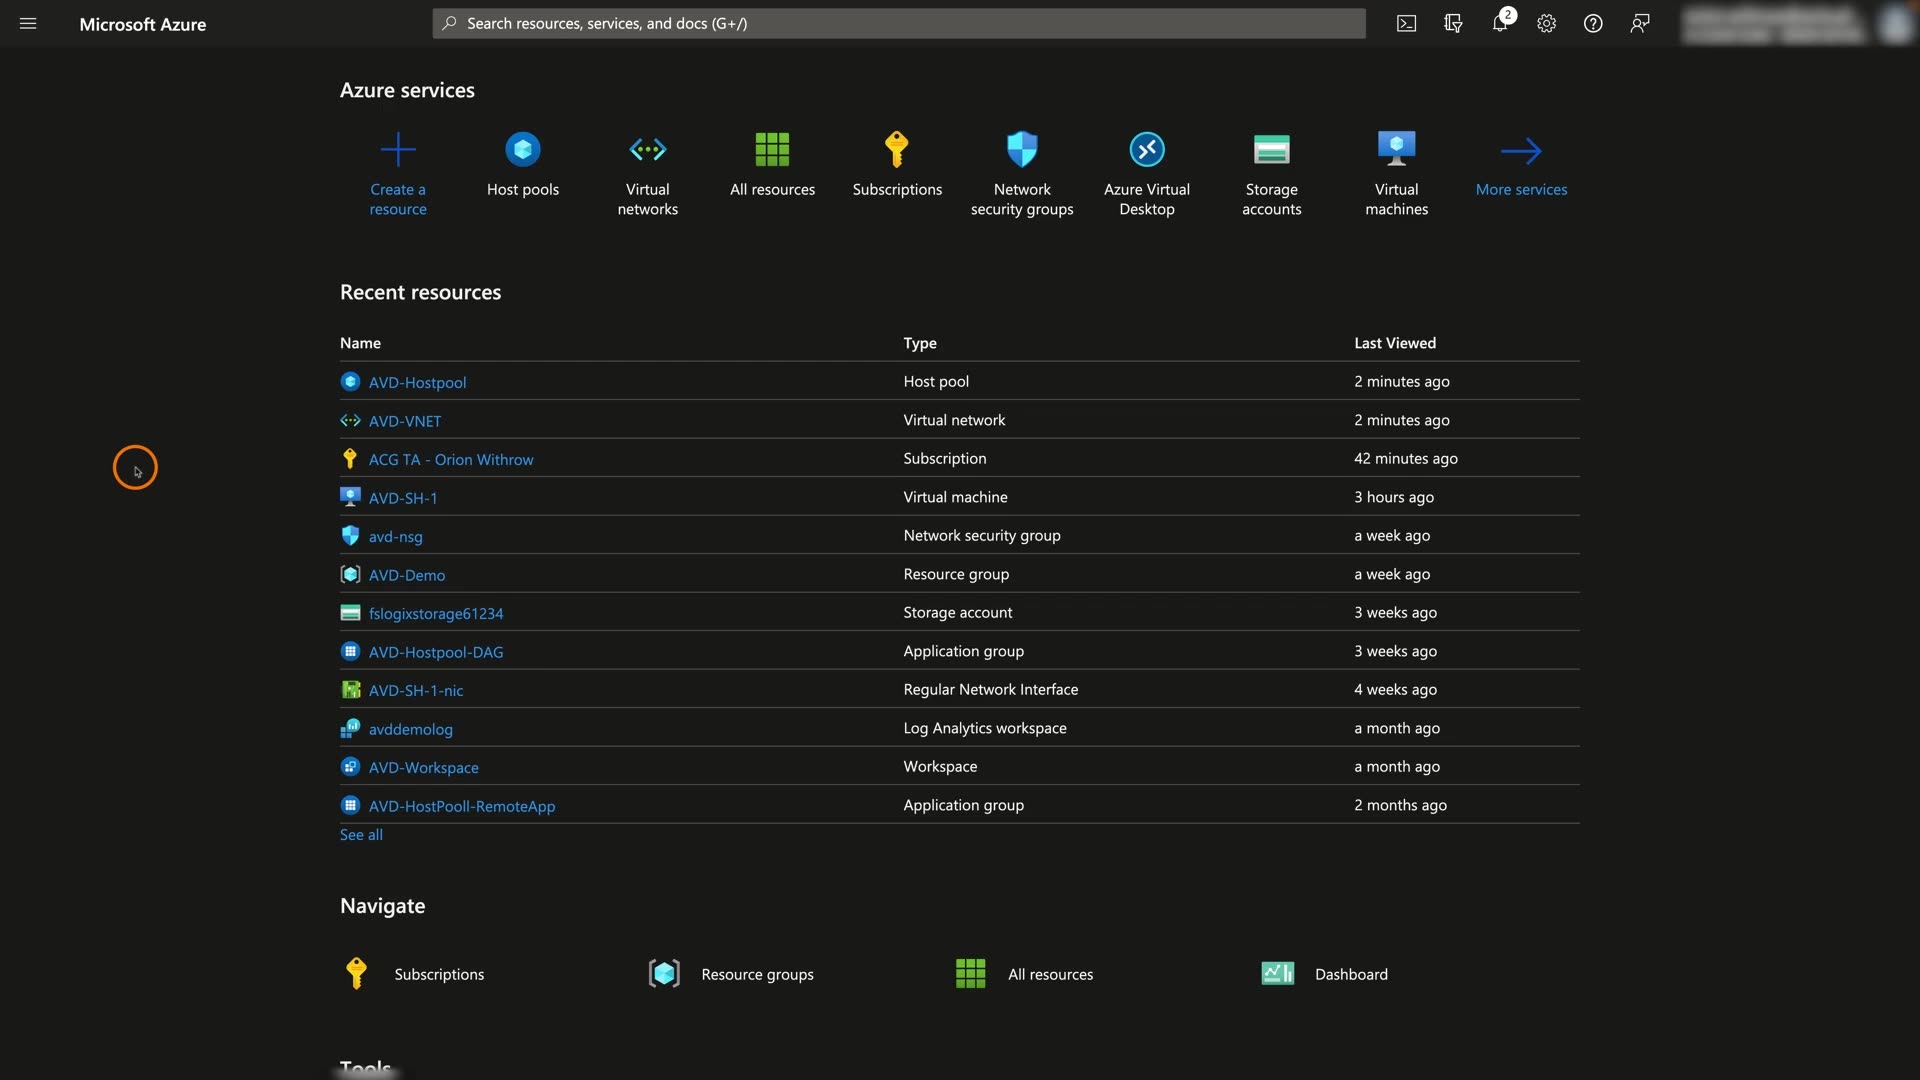 Microsoft Azure
Search resources, services, and docs (G+/)
2
Azure services
Create a
resource
Host pools
Virtual
networks
All resources
Subscriptions
Network
security groups
Azure Virtual
Desktop
Storage
accounts
Virtual
machines
More services
Recent resources
Name Type Last Viewed
AVD-Hostpool Host pool 2 minutes ago
AVD-VNET Virtual network 2 minutes ago
ACG TA - Orion Withrow Subscription 42 minutes ago
AVD-SH-1 Virtual machine 3 hours ago
avd-nsg Network security group a week ago
AVD-Demo Resource group a week ago
fslogixstorage61234 Storage account 3 weeks ago
AVD-Hostpool-DAG Application group 3 weeks ago
AVD-SH-1-nic Regular Network Interface 4 weeks ago
avddemolog Log Analytics workspace a month ago
AVD-Workspace Workspace a month ago
AVD-HostPooll-RemoteApp Application group 2 months ago
See all
Navigate
Subscriptions Resource groups All resources Dashboard
Tools